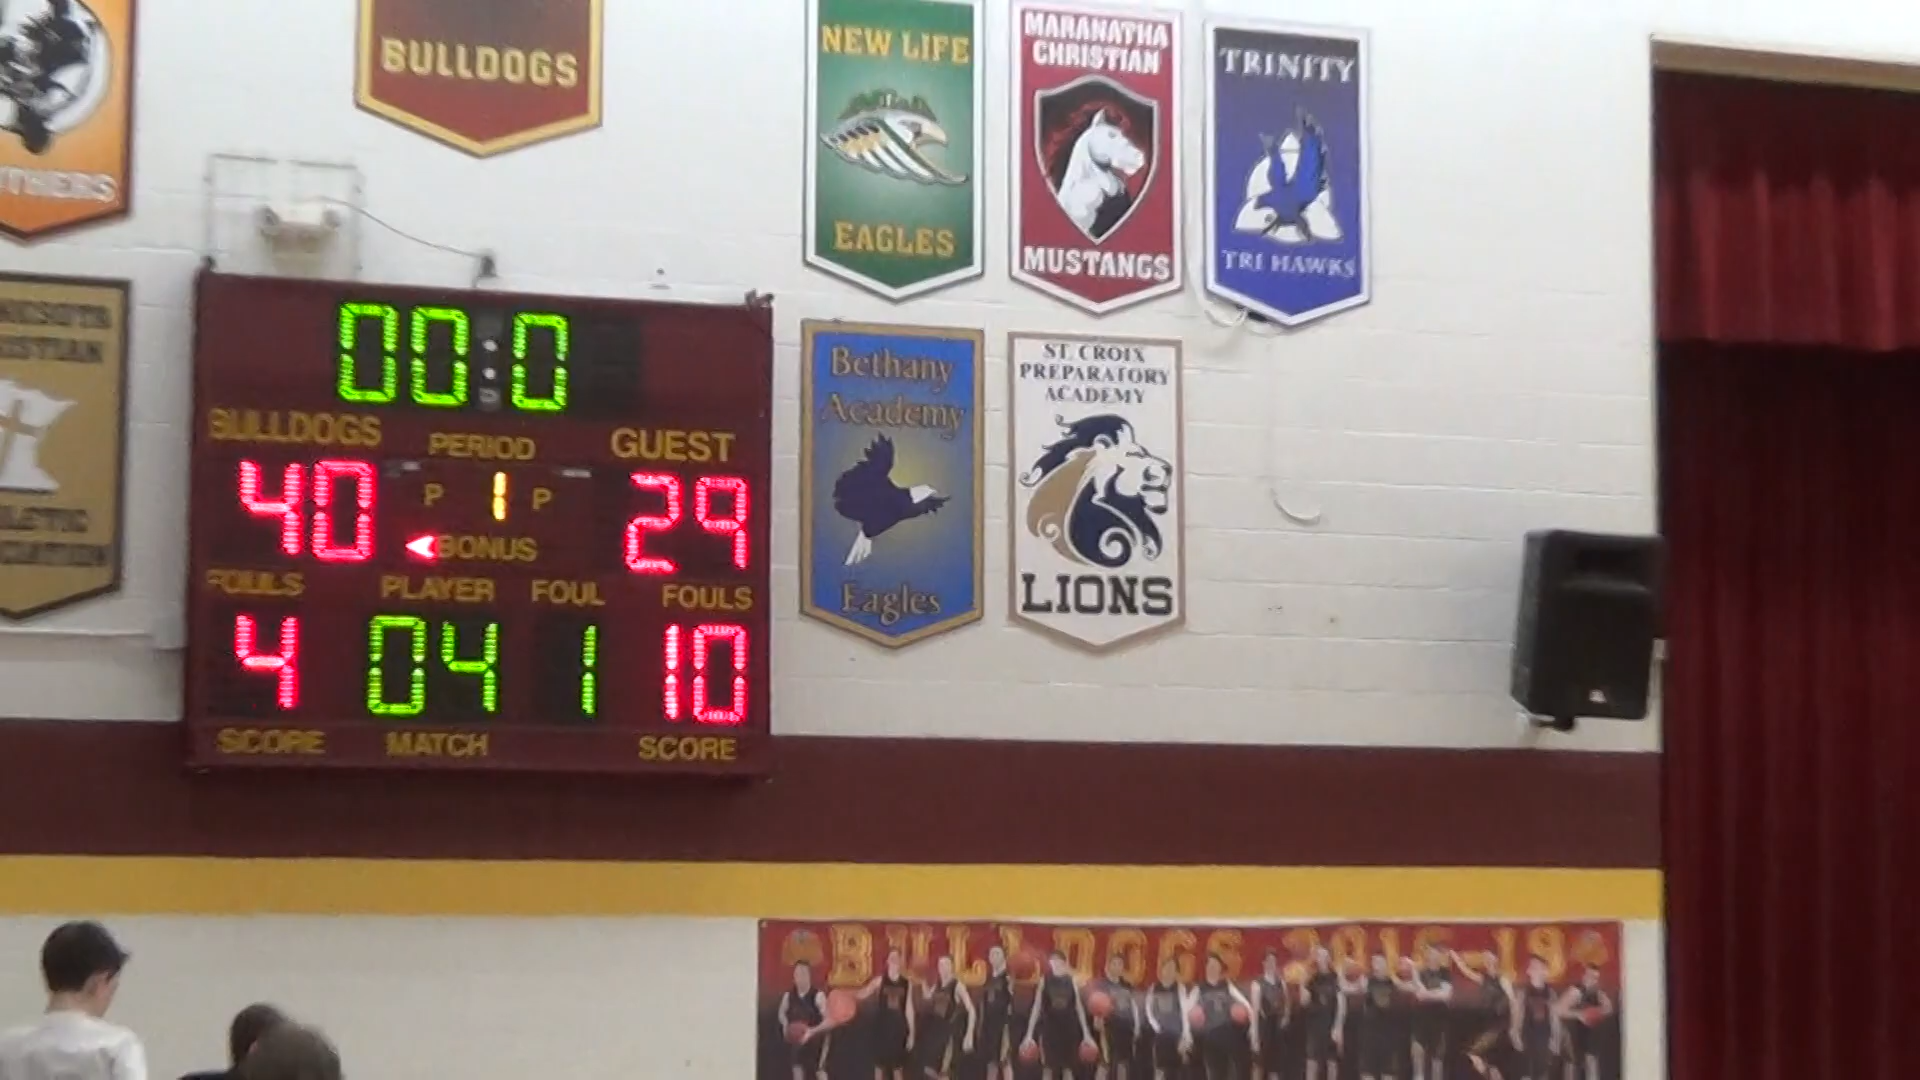 BULLDOGS
NEW LIFE
EAGLES
MARANATHA
CHRISTIAN
MUSTANGS
TRINITY
TRI HAWKS
00:0
BULLDOGS
PERIOD
GUEST
40
P 1 P
29
BONUS
FOULS
PLAYER
FOUL
FOULS
4
04
1
10
SCORE
MATCH
SCORE
Bethany
Academy
Eagles
ST. CROIX
PREPARATORY
ACADEMY
LIONS
BULLDOGS